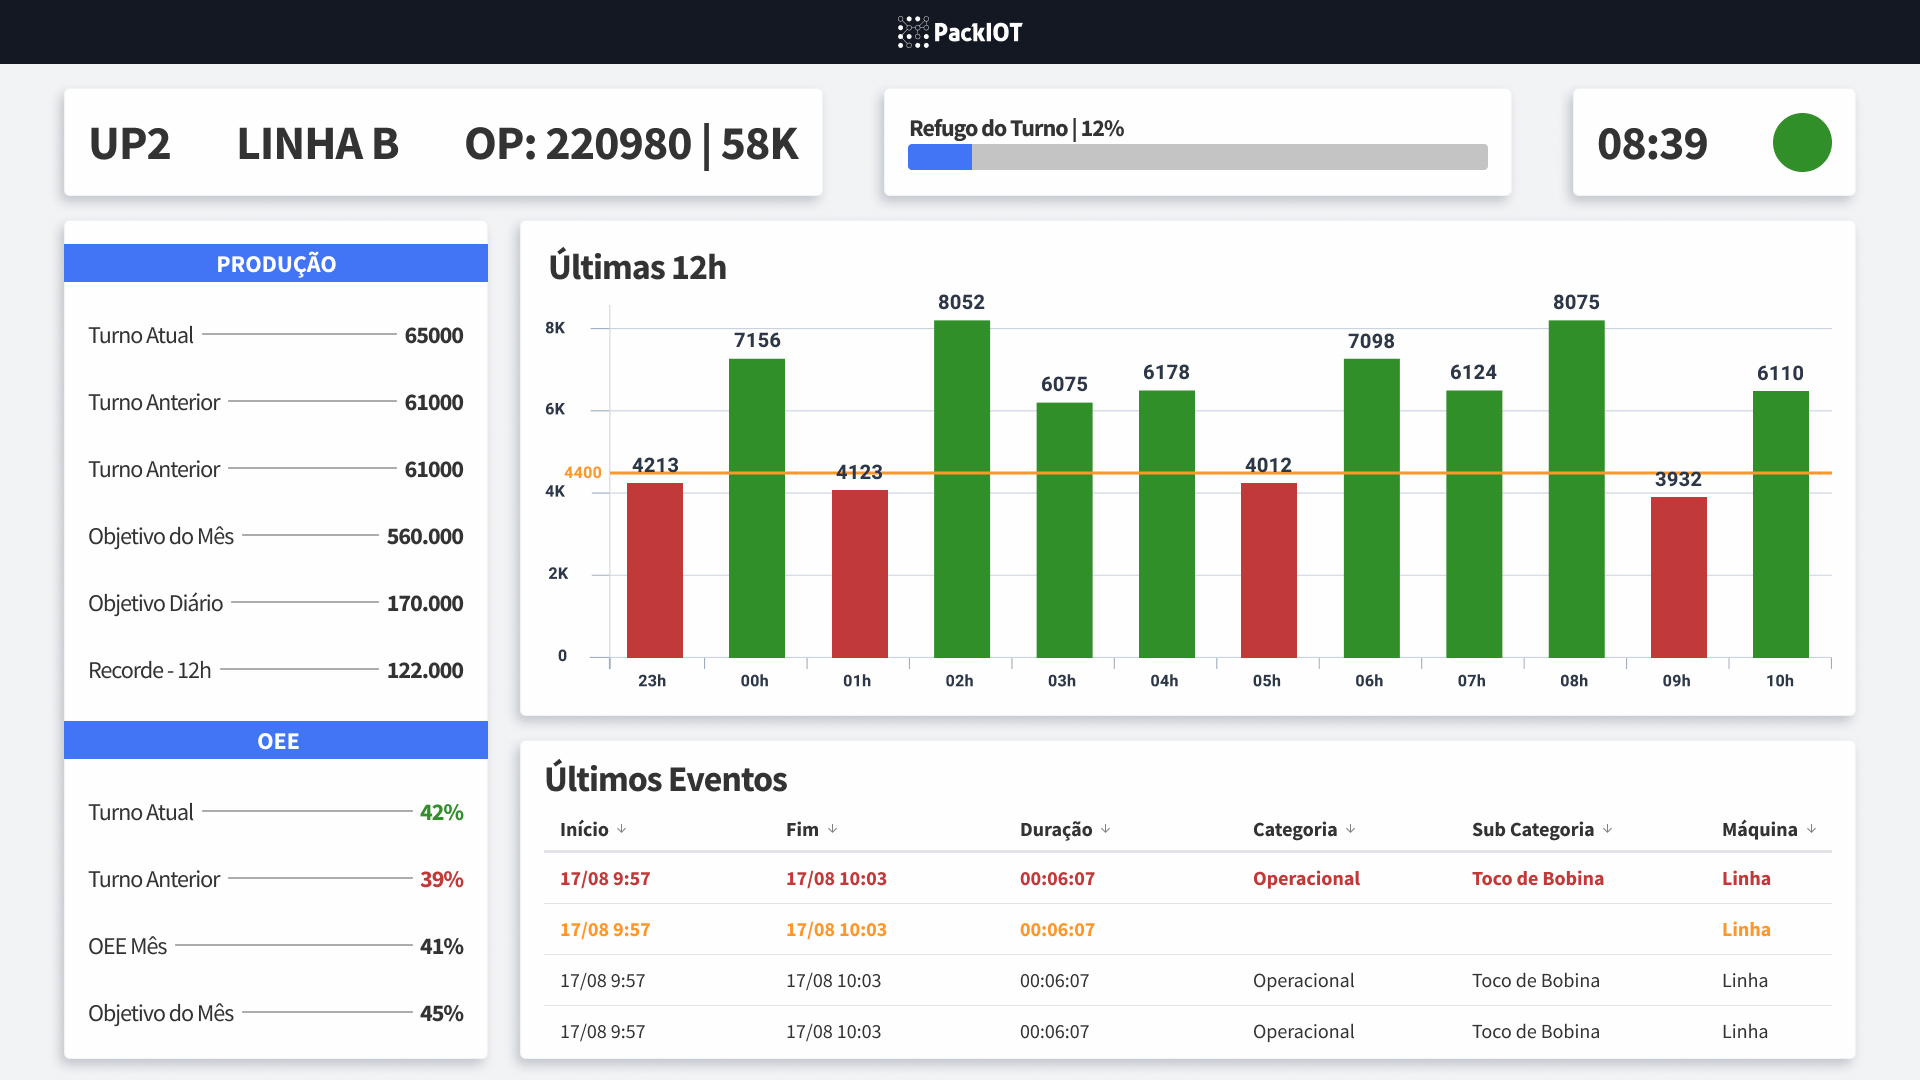 PackIOT
UP2 LINHA B OP: 220980 | 58K
Refugo do Turno | 12%
08:39
PRODUÇÃO
Turno Atual 65000
Turno Anterior 61000
Turno Anterior 61000
Objetivo do Mês 560.000
Objetivo Diário 170.000
Recorde - 12h 122.000
OEE
Turno Atual 42%
Turno Anterior 39%
OEE Mês 41%
Objetivo do Mês 45%
Últimas 12h
8K
6K
4400
4K
2K
0
4213 7156 4123 8052 6075 6178 4012 7098 6124 8075 3932 6110
23h 00h 01h 02h 03h 04h 05h 06h 07h 08h 09h 10h
Últimos Eventos
Início ↓ Fim ↓ Duração ↓ Categoria ↓ Sub Categoria ↓ Máquina ↓
17/08 9:57 17/08 10:03 00:06:07 Operacional Toco de Bobina Linha
17/08 9:57 17/08 10:03 00:06:07 Linha
17/08 9:57 17/08 10:03 00:06:07 Operacional Toco de Bobina Linha
17/08 9:57 17/08 10:03 00:06:07 Operacional Toco de Bobina Linha